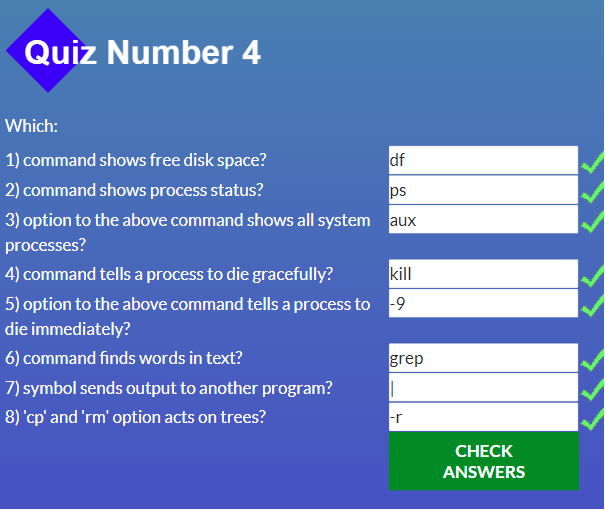 Quiz Number 4
Which:
1) command shows free disk space? df
2) command shows process status? ps
3) option to the above command shows all system aux
processes?
4) command tells a process to die gracefully? kill
5) option to the above command tells a process to -9
die immediately?
6) command finds words in text? grep
7) symbol sends output to another program? |
8) 'cp' and 'rm' option acts on trees? -r
CHECK
ANSWERS